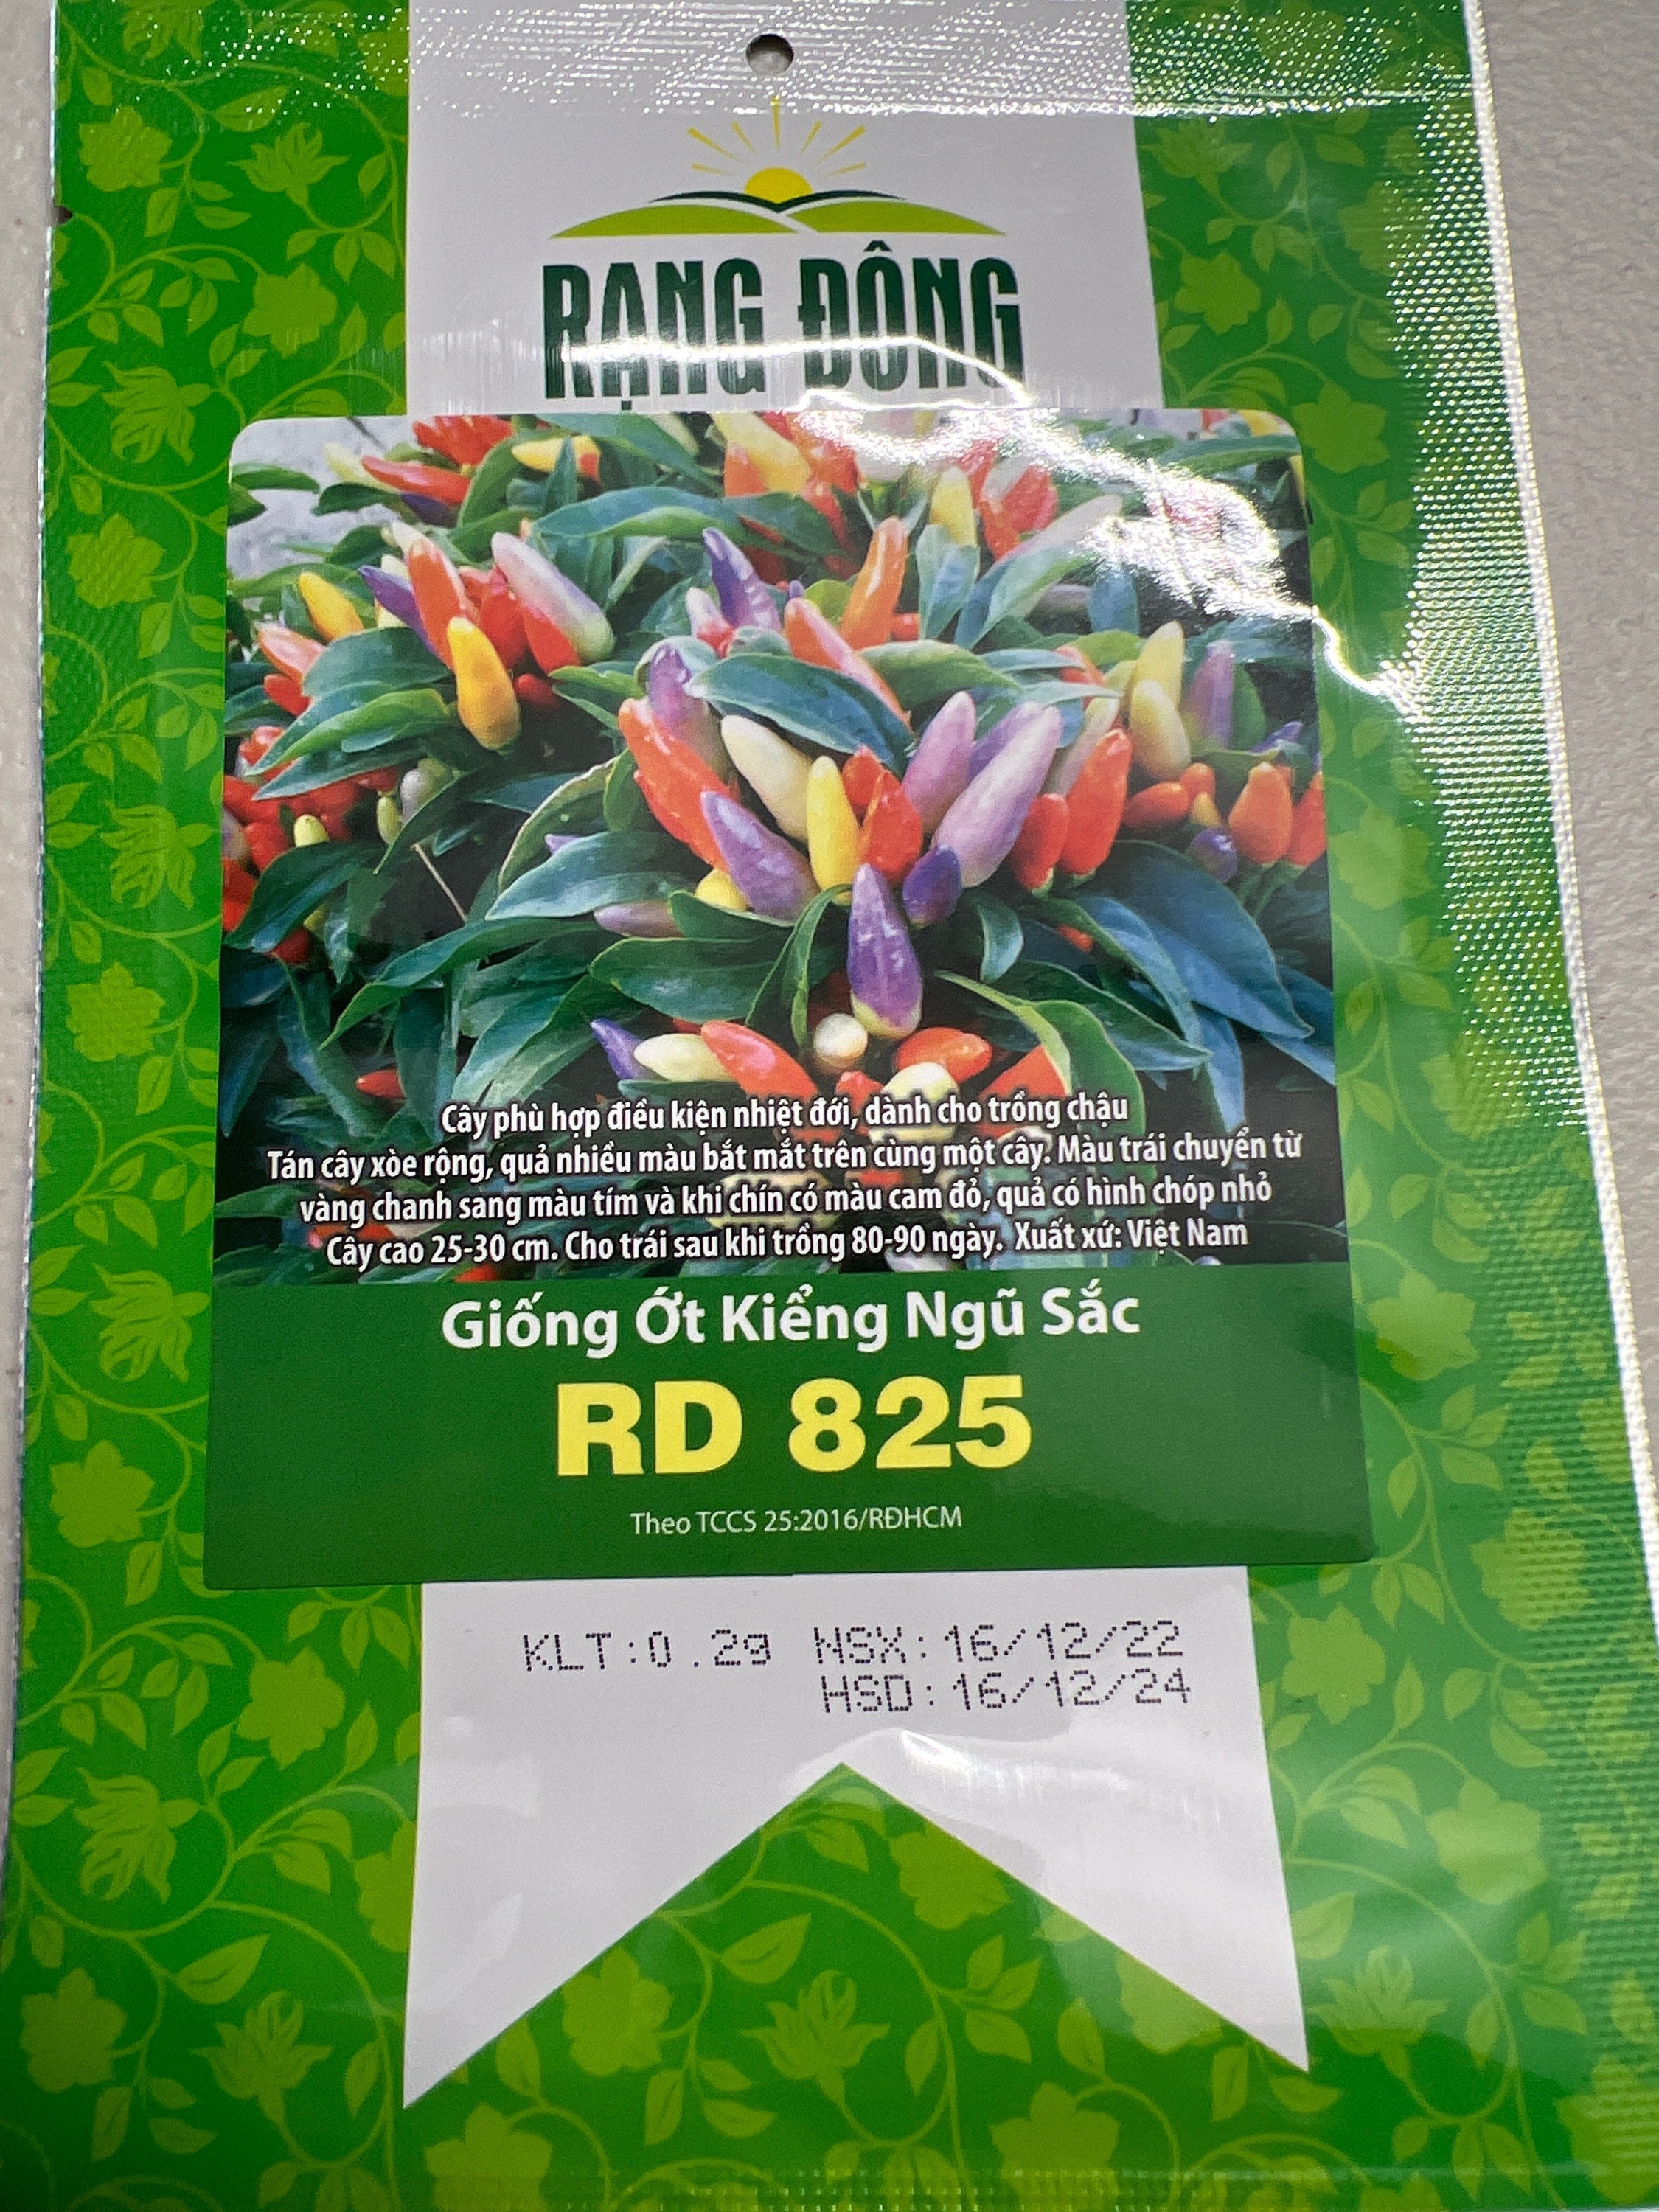 RẠNG ĐÔNG
Cây phù hợp điều kiện nhiệt đới, dành cho trồng chậu
Tán cây xòe rộng, quả nhiều màu bắt mắt trên cùng một cây. Màu trái chuyển từ
vàng chanh sang màu tím và khi chín có màu cam đỏ, quả có hình chóp nhỏ
Cây cao 25-30 cm. Cho trái sau khi trồng 80-90 ngày. Xuất xứ: Việt Nam
Giống Ớt Kiểng Ngũ Sắc
RD 825
Theo TCCS 25:2016/RĐHCM
KLT:0.2g NSX:16/12/22
HSD:16/12/24